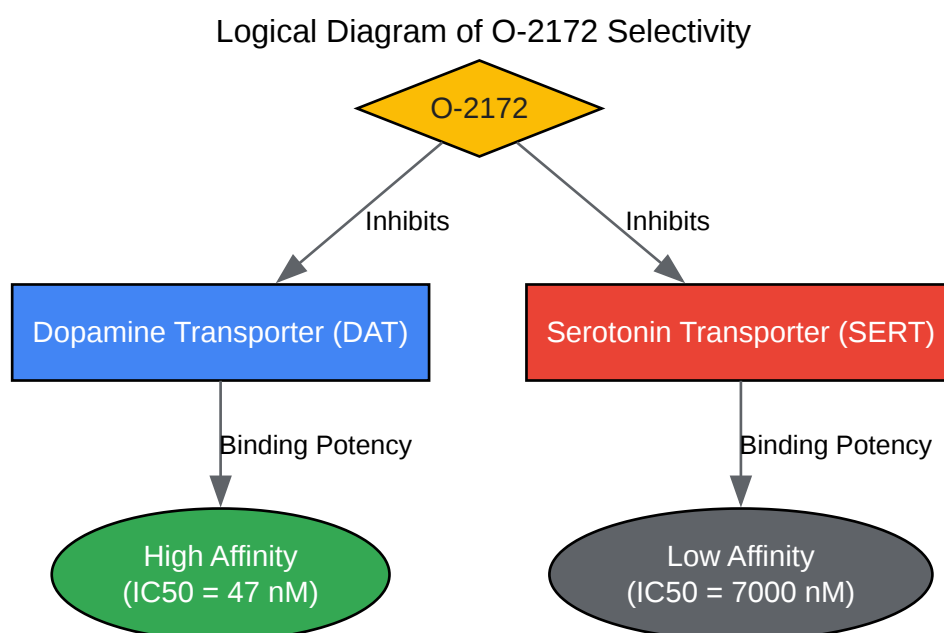 Logical Diagram of O-2172 Selectivity
O-2172
Inhibits
Inhibits
Dopamine Transporter (DAT)
Serotonin Transporter (SERT)
Binding Potency
Binding Potency
High Affinity
(IC50 = 47 nM)
Low Affinity
(IC50 = 7000 nM)